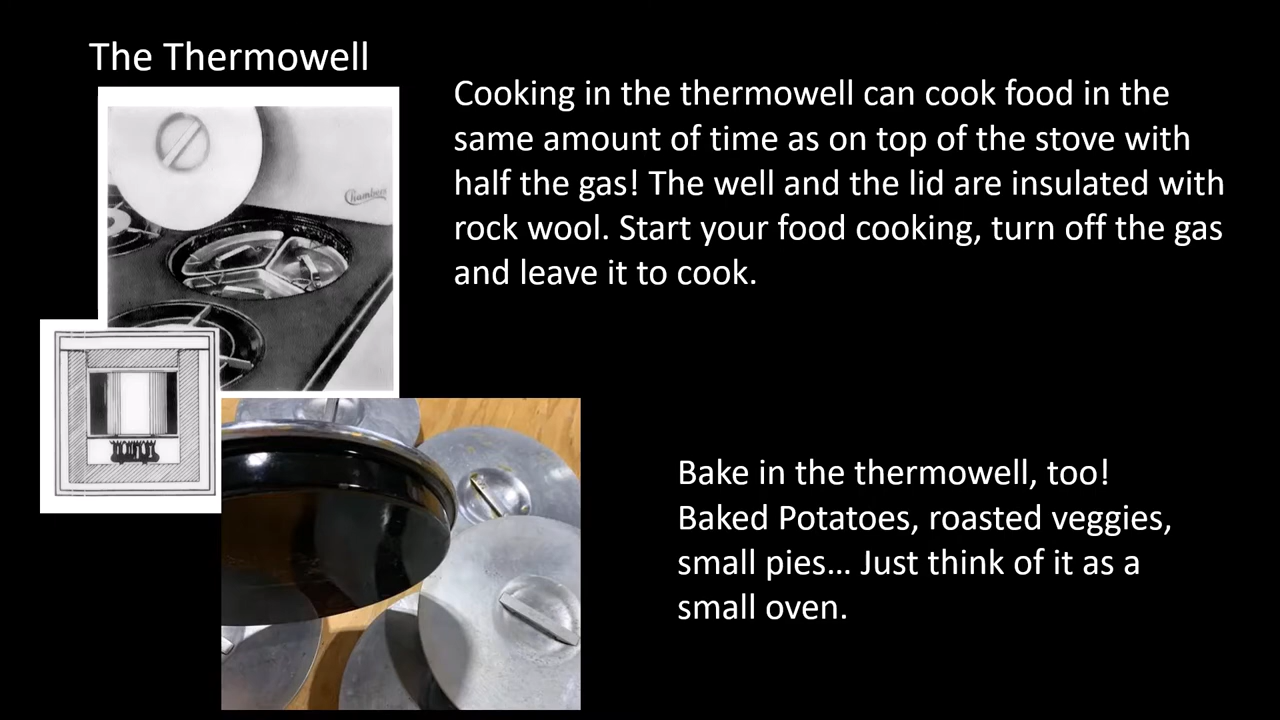 The Thermowell
Cooking in the thermowell can cook food in the
same amount of time as on top of the stove with
half the gas! The well and the lid are insulated with
rock wool. Start your food cooking, turn off the gas
and leave it to cook.
Chambers
Bake in the thermowell, too!
Baked Potatoes, roasted veggies,
small pies… Just think of it as a
small oven.